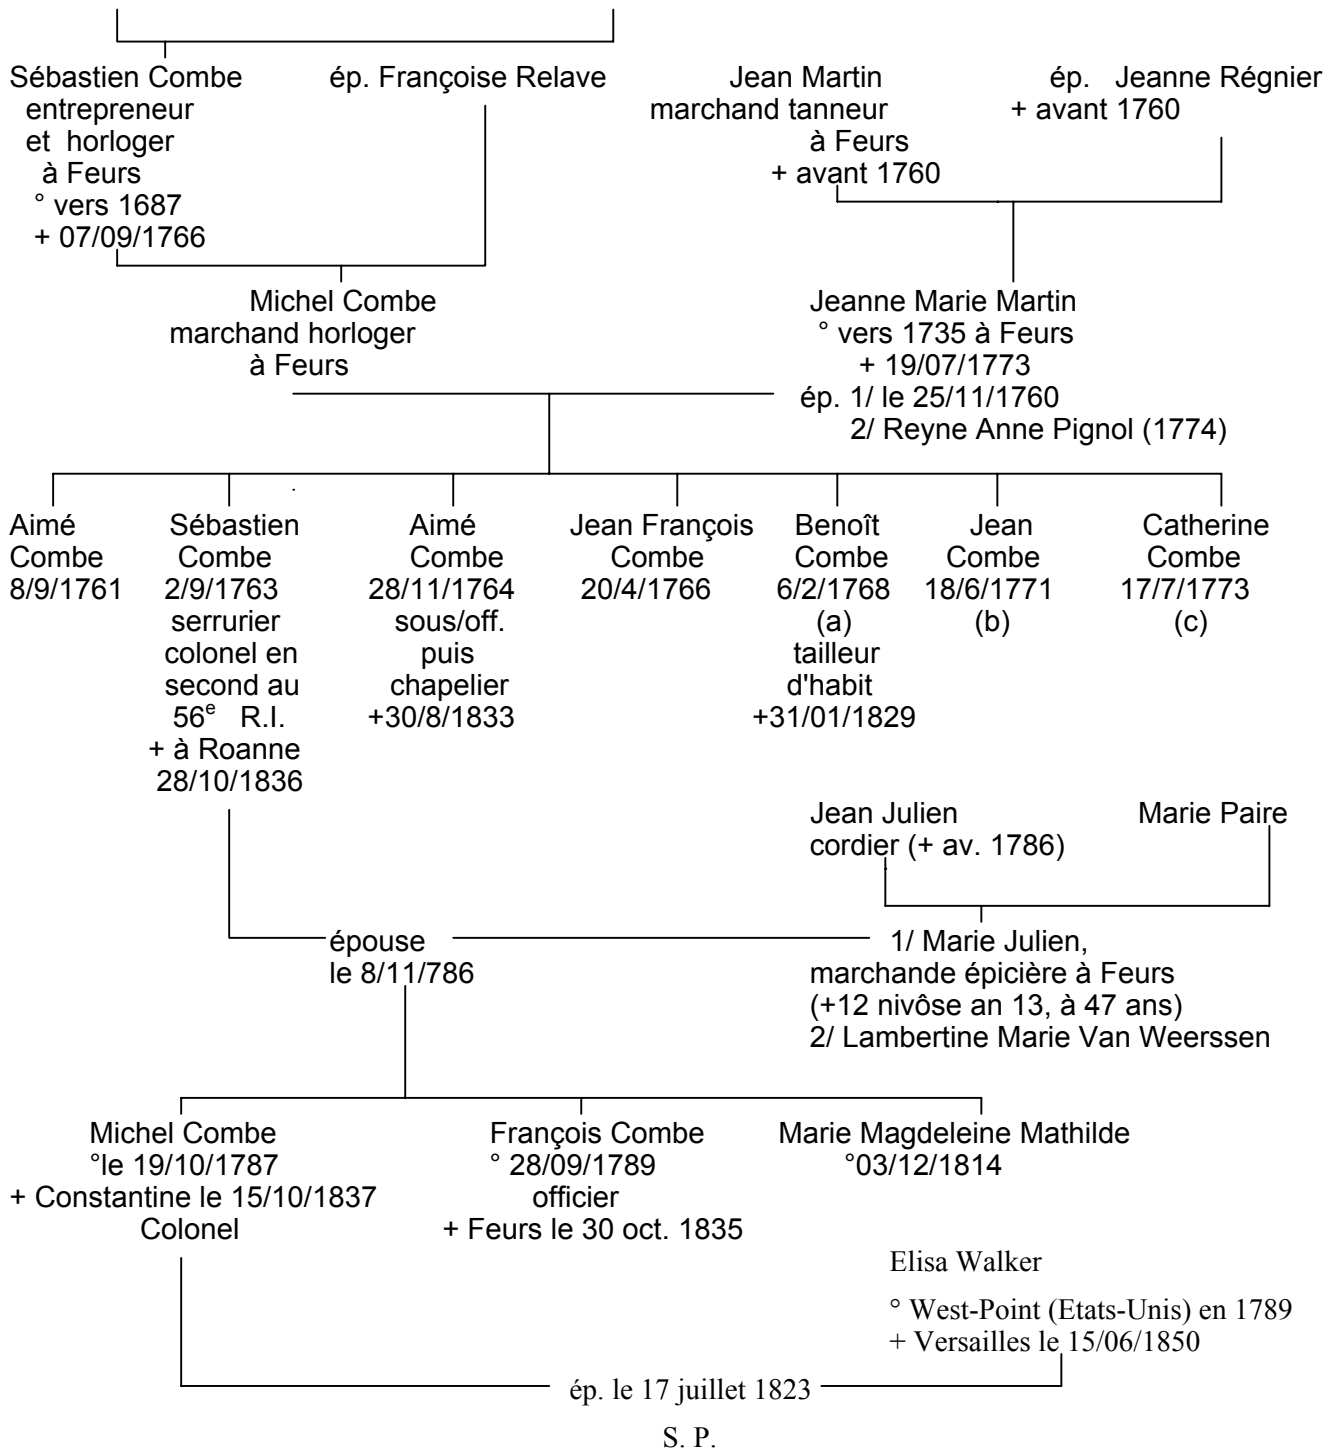 Sébastien Combe
entrepreneur
et horloger
à Feurs
° vers 1687
+ 07/09/1766
ép. Françoise Relave
Jean Martin
marchand tanneur
à Feurs
+ avant 1760
ép. Jeanne Régnier
+ avant 1760
Michel Combe
marchand horloger
à Feurs
Jeanne Marie Martin
° vers 1735 à Feurs
+ 19/07/1773
ép. 1/ le 25/11/1760
2/ Reyne Anne Pignol (1774)
Aimé
Combe
8/9/1761
Sébastien
Combe
2/9/1763
serrurier
colonel en
second au
56e R.I.
+ à Roanne
28/10/1836
Aimé
Combe
28/11/1764
sous/off.
puis
chapelier
+30/8/1833
Jean François
Combe
20/4/1766
Benoît
Combe
6/2/1768
(a)
tailleur
d'habit
+31/01/1829
Jean
Combe
18/6/1771
(b)
Catherine
Combe
17/7/1773
(c)
Jean Julien
cordier (+ av. 1786)
Marie Paire
épouse
le 8/11/786
1/ Marie Julien,
marchande épicière à Feurs
(+12 nivôse an 13, à 47 ans)
2/ Lambertine Marie Van Weerssen
Michel Combe
°le 19/10/1787
+ Constantine le 15/10/1837
Colonel
François Combe
° 28/09/1789
officier
+ Feurs le 30 oct. 1835
Marie Magdeleine Mathilde
°03/12/1814
Elisa Walker
° West-Point (Etats-Unis) en 1789
+ Versailles le 15/06/1850
ép. le 17 juillet 1823
S. P.